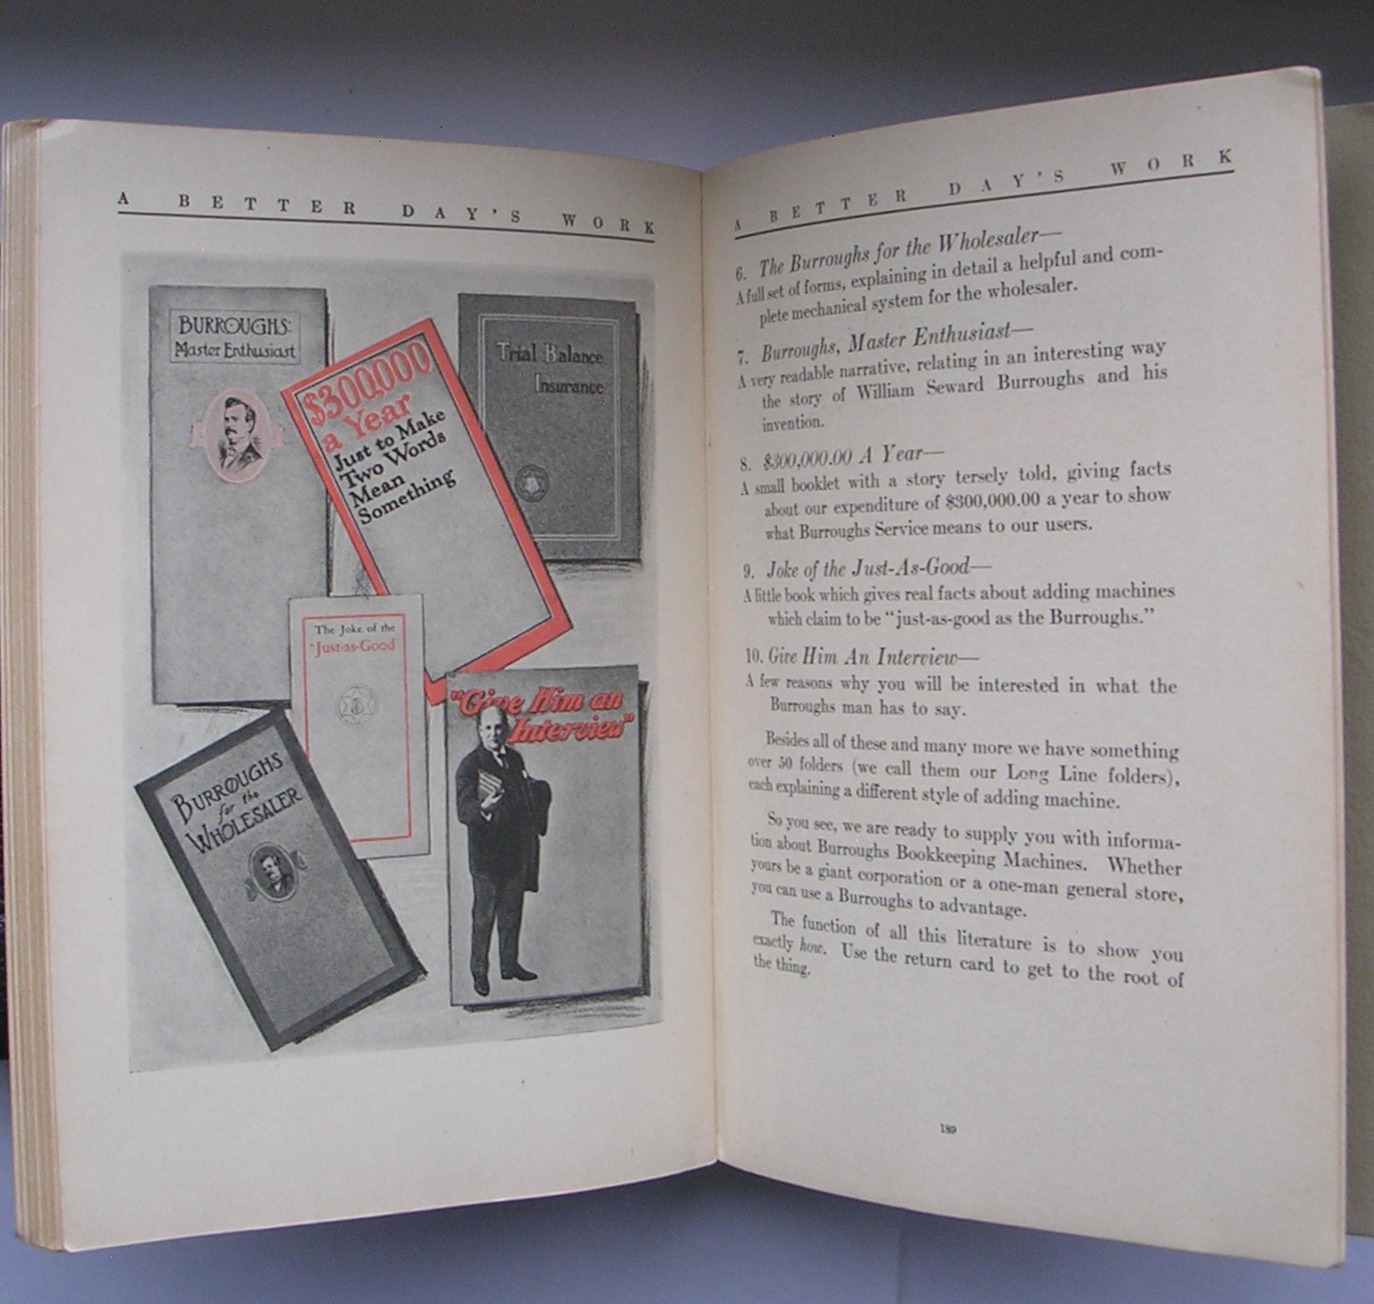 A BETTER DAY'S WORK
BURROUGHS:
Master Enthusiast
$300,000
a Year
Just to Make
Two Words
Mean
Something
Trial Balance
Insurance
The Joke of the
"Just-as-Good
"Give Him an
Interview"
BURROUGHS
for the
WHOLESALER
A BETTER DAY'S WORK
6. The Burroughs for the Wholesaler—
A full set of forms, explaining in detail a helpful and com-
plete mechanical system for the wholesaler.
7. Burroughs, Master Enthusiast—
A very readable narrative, relating in an interesting way
the story of William Seward Burroughs and his
invention.
8. $300,000.00 A Year—
A small booklet with a story tersely told, giving facts
about our expenditure of $300,000.00 a year to show
what Burroughs Service means to our users.
9. Joke of the Just-As-Good—
A little book which gives real facts about adding machines
which claim to be "just-as-good as the Burroughs."
10. Give Him An Interview—
A few reasons why you will be interested in what the
Burroughs man has to say.
Besides all of these and many more we have something
over 50 folders (we call them our Long Line folders),
each explaining a different style of adding machine.
So you see, we are ready to supply you with informa-
tion about Burroughs Bookkeeping Machines. Whether
yours be a giant corporation or a one-man general store,
you can use a Burroughs to advantage.
The function of all this literature is to show you
exactly how. Use the return card to get to the root of
the thing.
189